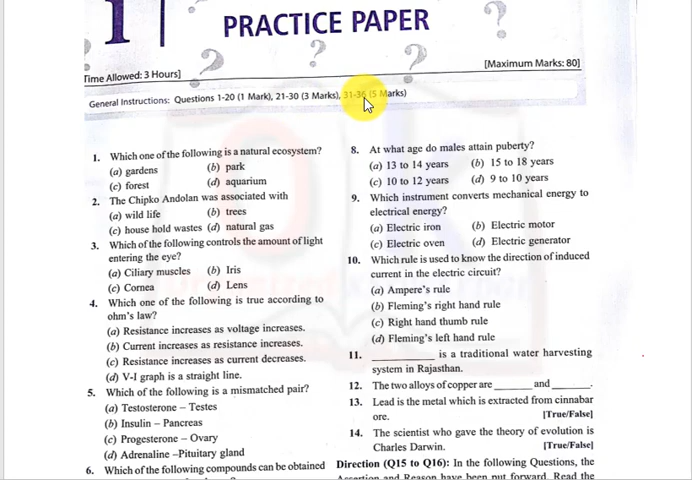 1 PRACTICE PAPER
Time Allowed: 3 Hours]
[Maximum Marks: 80]
General Instructions: Questions 1-20 (1 Mark), 21-30 (3 Marks), 31-36 (5 Marks)
1. Which one of the following is a natural ecosystem?
(a) gardens (b) park
(c) forest (d) aquarium
2. The Chipko Andolan was associated with
(a) wild life (b) trees
(c) house hold wastes (d) natural gas
3. Which of the following controls the amount of light
entering the eye?
(a) Ciliary muscles (b) Iris
(c) Cornea (d) Lens
4. Which one of the following is true according to
ohm's law?
(a) Resistance increases as voltage increases.
(b) Current increases as resistance increases.
(c) Resistance increases as current decreases.
(d) V-I graph is a straight line.
5. Which of the following is a mismatched pair?
(a) Testosterone – Testes
(b) Insulin – Pancreas
(c) Progesterone – Ovary
(d) Adrenaline –Pituitary gland
6. Which of the following compounds can be obtained
8. At what age do males attain puberty?
(a) 13 to 14 years (b) 15 to 18 years
(c) 10 to 12 years (d) 9 to 10 years
9. Which instrument converts mechanical energy to
electrical energy?
(a) Electric iron (b) Electric motor
(c) Electric oven (d) Electric generator
10. Which rule is used to know the direction of induced
current in the electric circuit?
(a) Ampere's rule
(b) Fleming's right hand rule
(c) Right hand thumb rule
(d) Fleming's left hand rule
11. __________ is a traditional water harvesting
system in Rajasthan.
12. The two alloys of copper are ______ and ______.
13. Lead is the metal which is extracted from cinnabar
ore. [True/False]
14. The scientist who gave the theory of evolution is
Charles Darwin. [True/False]
Direction (Q15 to Q16): In the following Questions, the
Assertion and Reason have been put forward. Read the